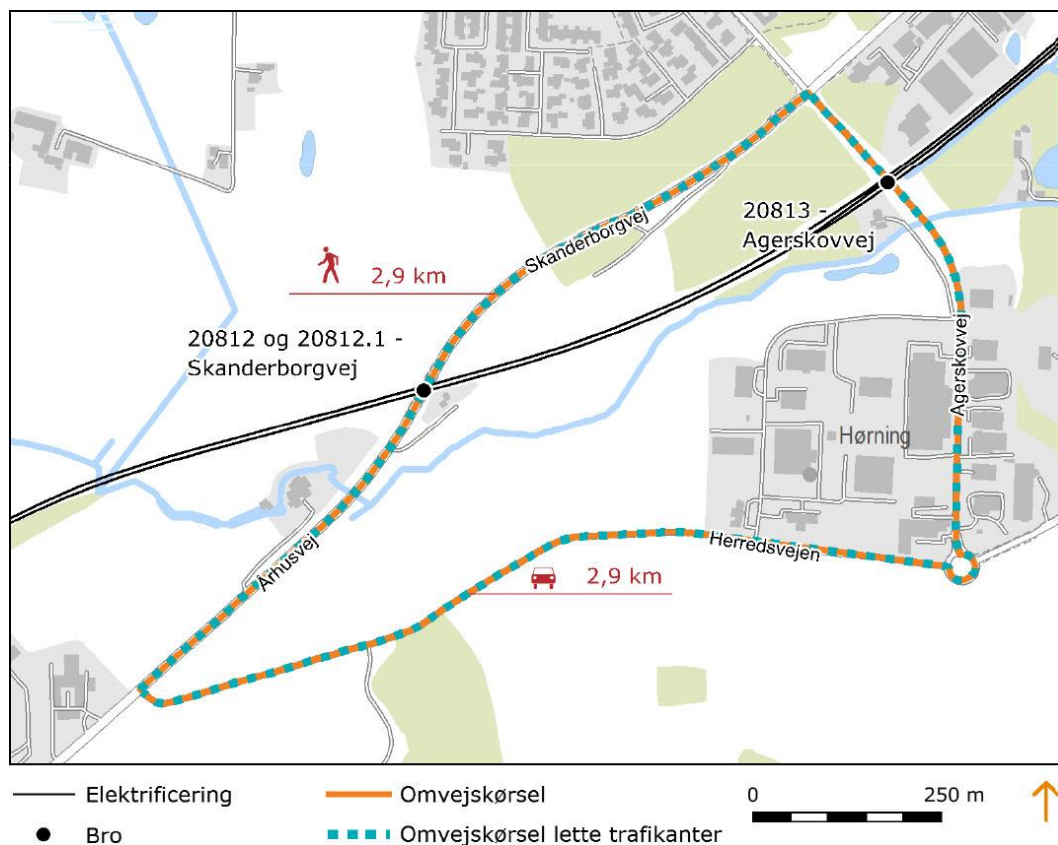 20813 -
Agerskovvej
Skanderborgvej
2,9 km
20812 og 20812.1 -
Skanderborgvej
Agerskovvej
Hørning
Århusvej
Herredsvejen
2,9 km
Elektrificering
Omvejskørsel
0 250 m
Bro
Omvejskørsel lette trafikanter